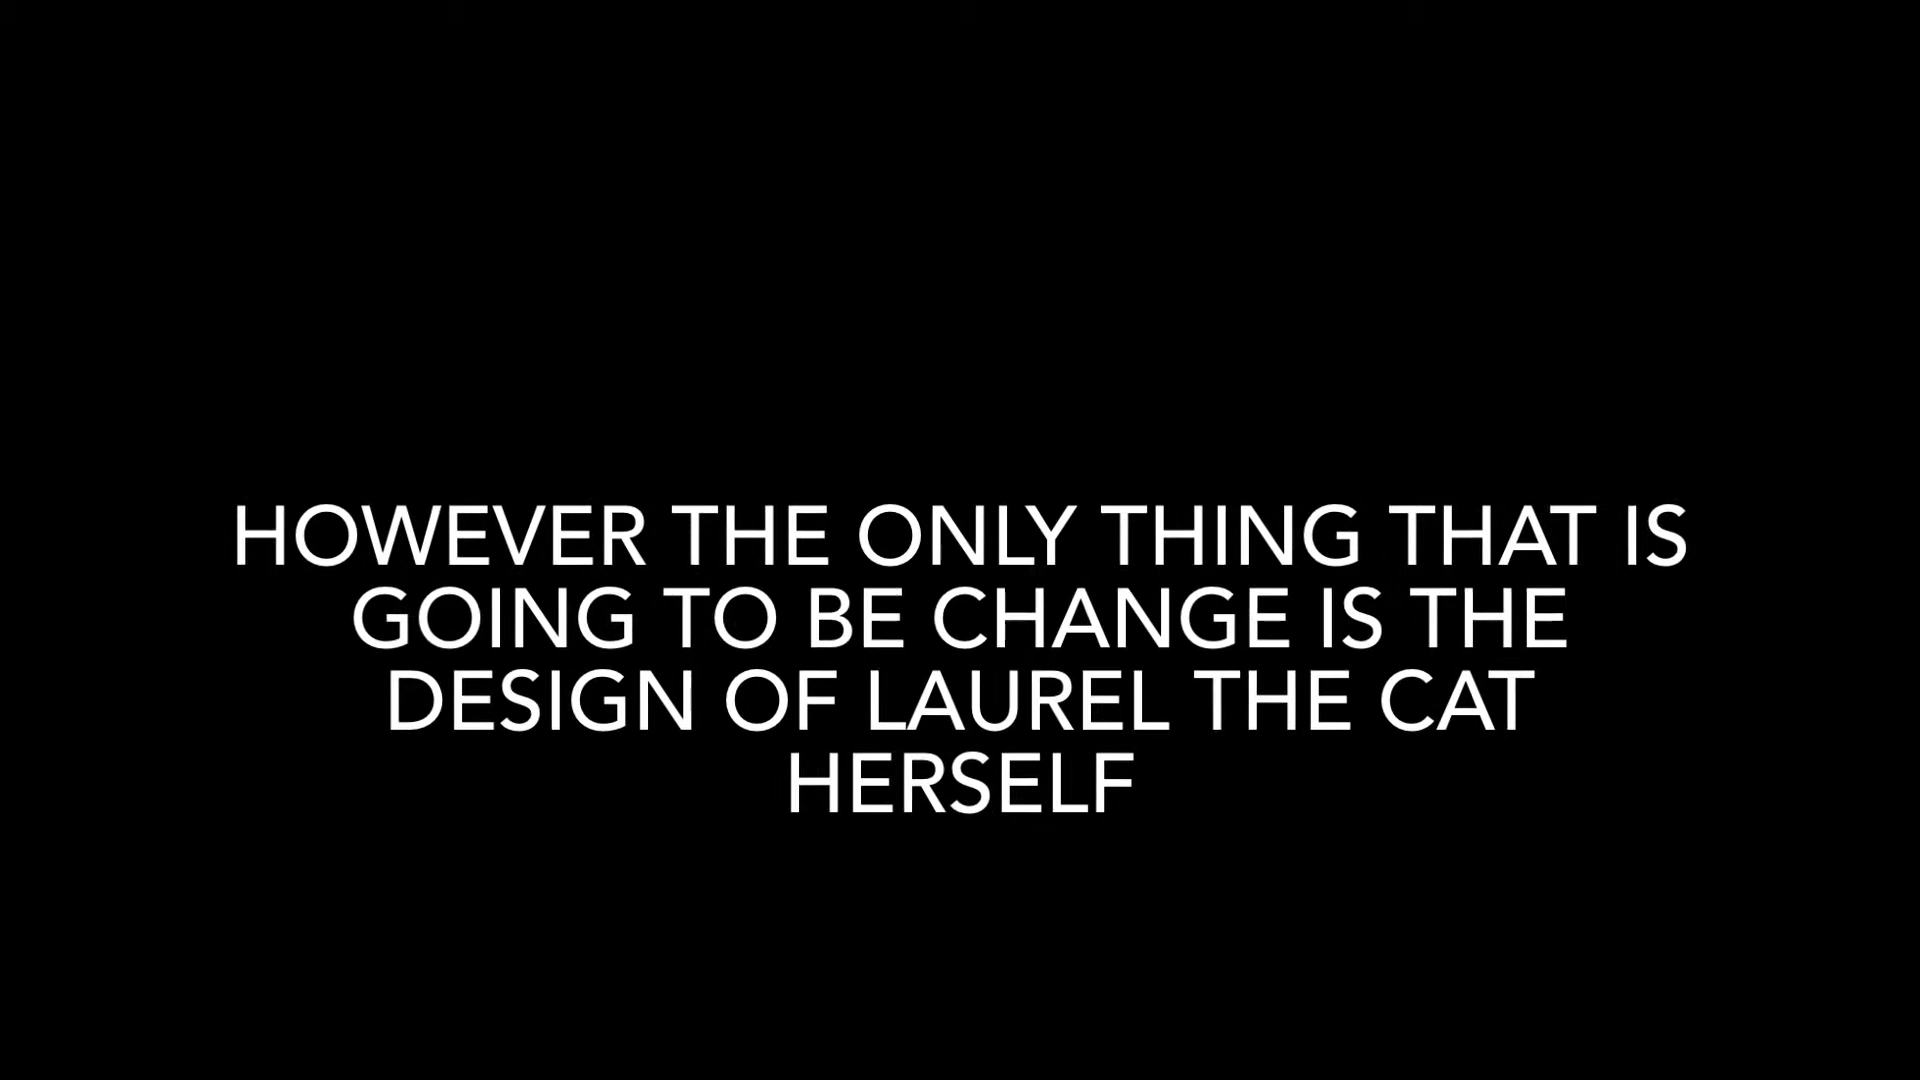 HOWEVER THE ONLY THING THAT IS
GOING TO BE CHANGE IS THE
DESIGN OF LAUREL THE CAT
HERSELF